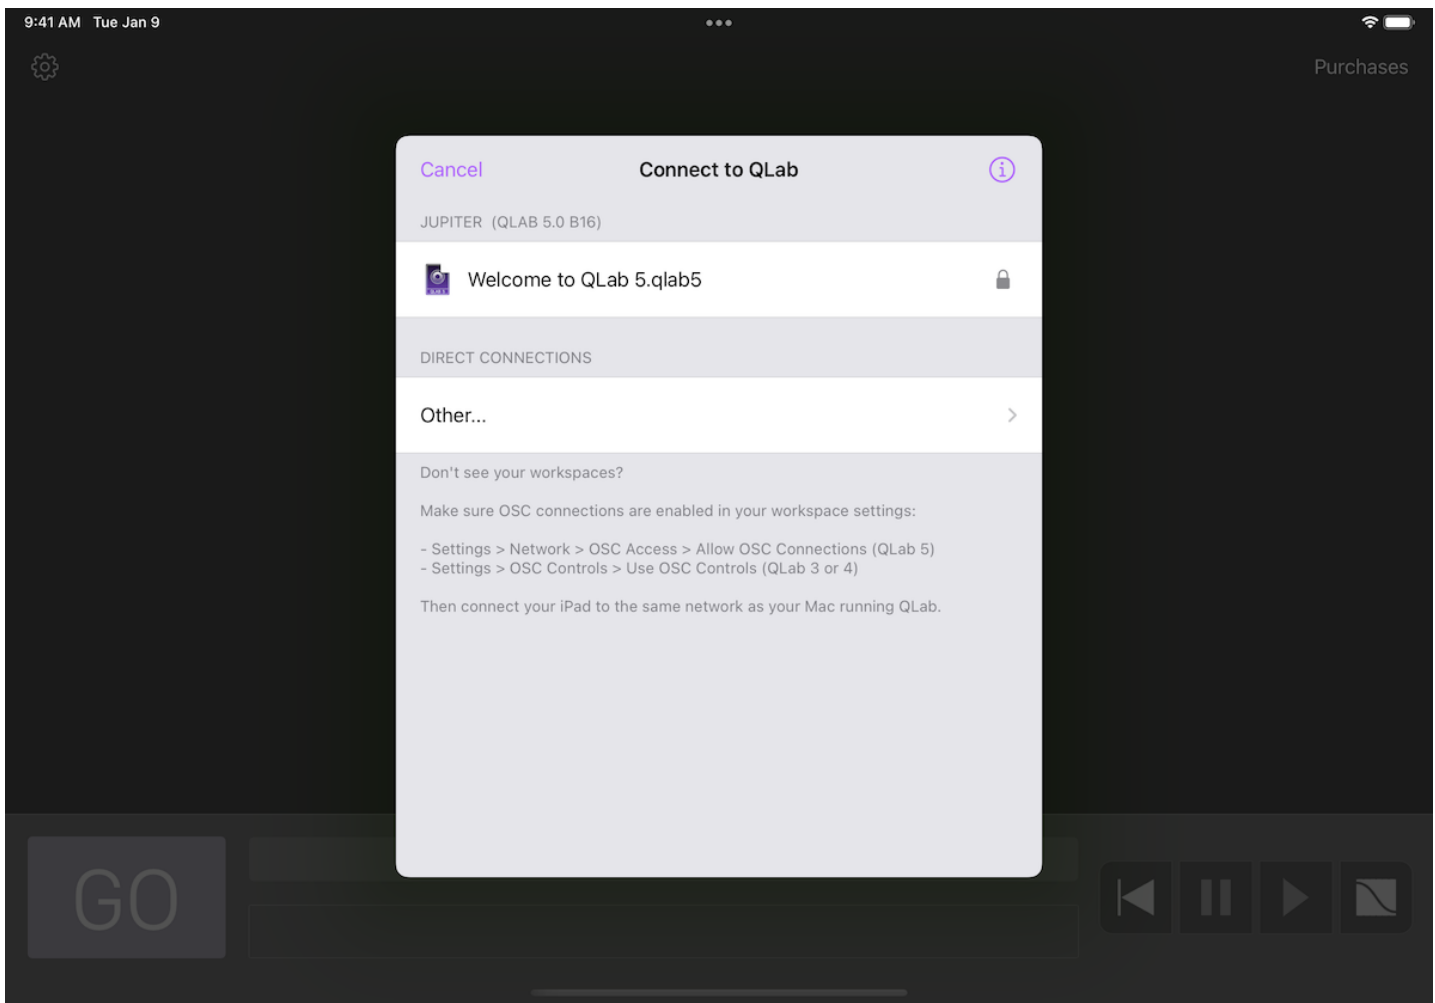 9:41 AM Tue Jan 9
Purchases
Cancel
Connect to QLab
JUPITER (QLAB 5.0 B16)
Welcome to QLab 5.qlab5
DIRECT CONNECTIONS
Other...
Don't see your workspaces?
Make sure OSC connections are enabled in your workspace settings:
- Settings > Network > OSC Access > Allow OSC Connections (QLab 5)
- Settings > OSC Controls > Use OSC Controls (QLab 3 or 4)
Then connect your iPad to the same network as your Mac running QLab.
GO